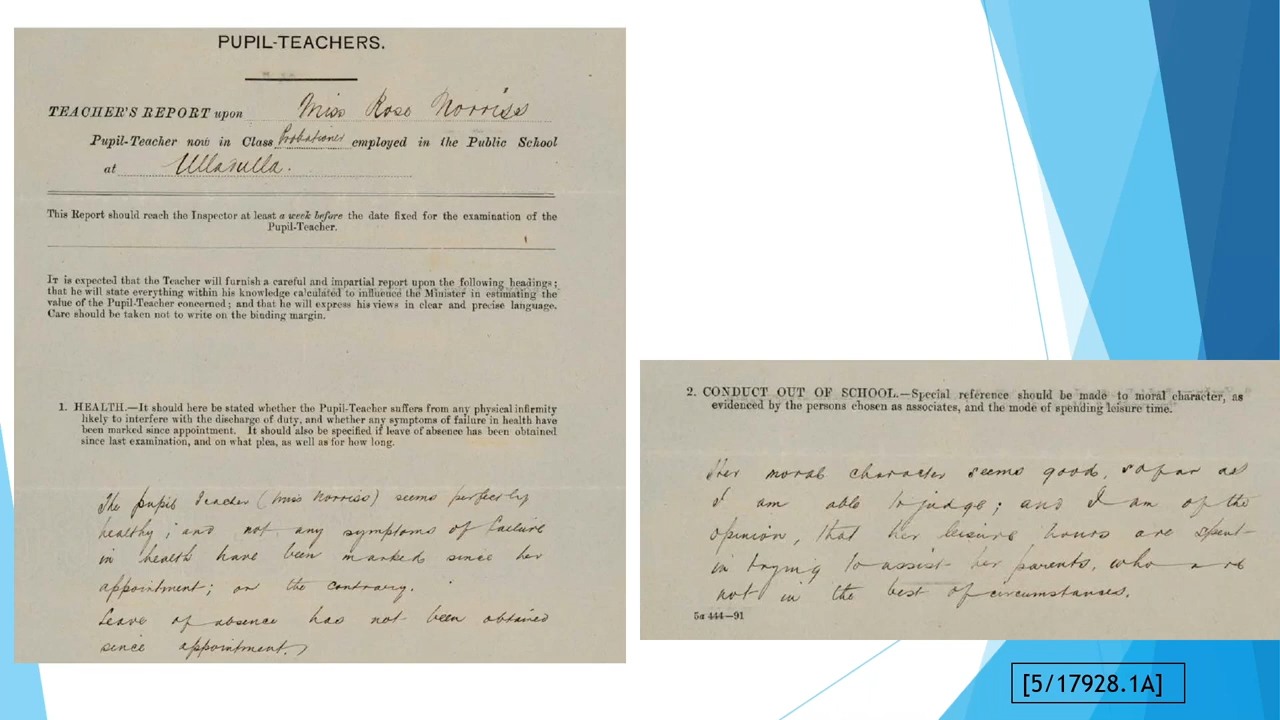 PUPIL-TEACHERS.
TEACHER'S REPORT upon Miss Rose Norriss
Pupil-Teacher now in Class Probationer employed in the Public School
at Ulladulla.
This Report should reach the Inspector at least a week before the date fixed for the examination of the
Pupil-Teacher.
IT is expected that the Teacher will furnish a careful and impartial report upon the following headings;
that he will state everything within his knowledge calculated to influence the Minister in estimating the
value of the Pupil-Teacher concerned; and that he will express his views in clear and precise language.
Care should be taken not to write on the binding margin.
1. HEALTH.—It should here be stated whether the Pupil-Teacher suffers from any physical infirmity
likely to interfere with the discharge of duty, and whether any symptoms of failure in health have
been marked since appointment. It should also be specified if leave of absence has been obtained
since last examination, and on what plea, as well as for how long.
The pupil Teacher (Miss Norriss) seems perfectly
healthy; and not any symptoms of failure
in health have been marked since her
appointment; on the contrary.
Leave of absence has not been obtained
since appointment.
2. CONDUCT OUT OF SCHOOL.—Special reference should be made to moral character, as
evidenced by the persons chosen as associates, and the mode of spending leisure time.
Her moral character seems good, so far as
I am able to judge; and I am of the
opinion, that her leisure hours are spent
in trying to assist her parents, who are
not in the best of circumstances.
5a 444—91
[5/17928.1A]